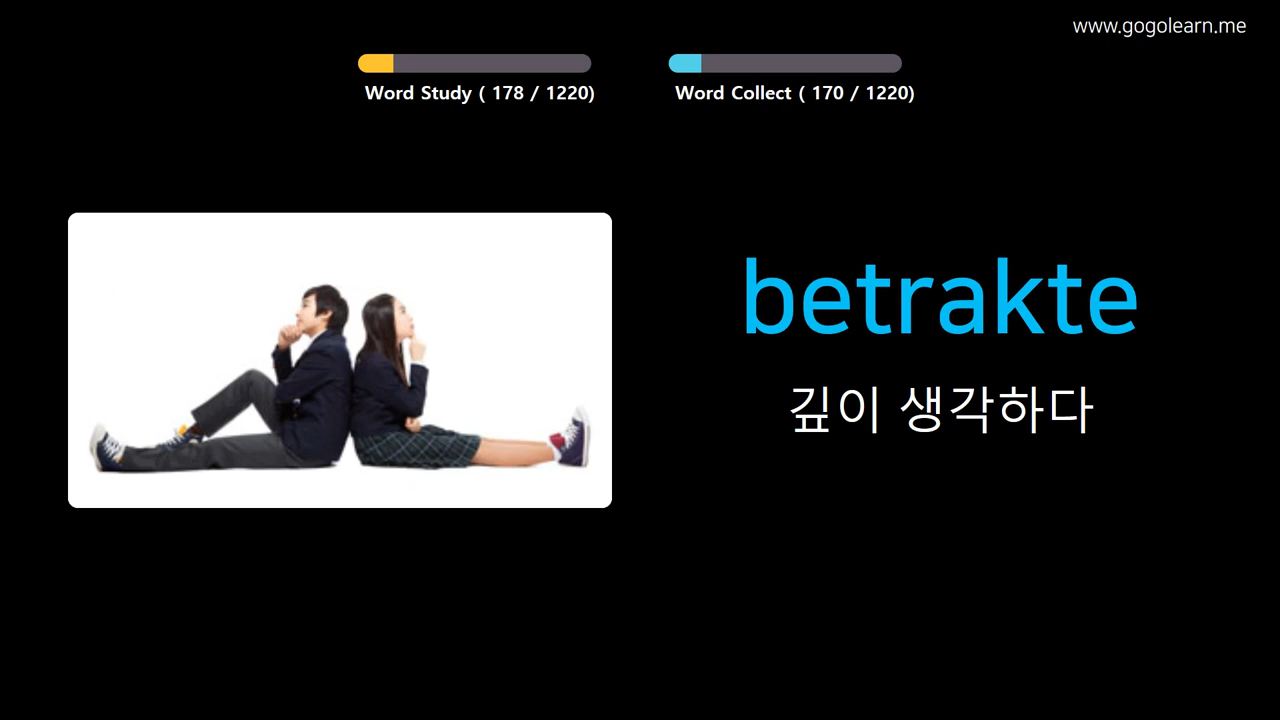 www.gogolearn.me
Word Study ( 178 / 1220)
Word Collect ( 170 / 1220)
betrakte
깊이 생각하다